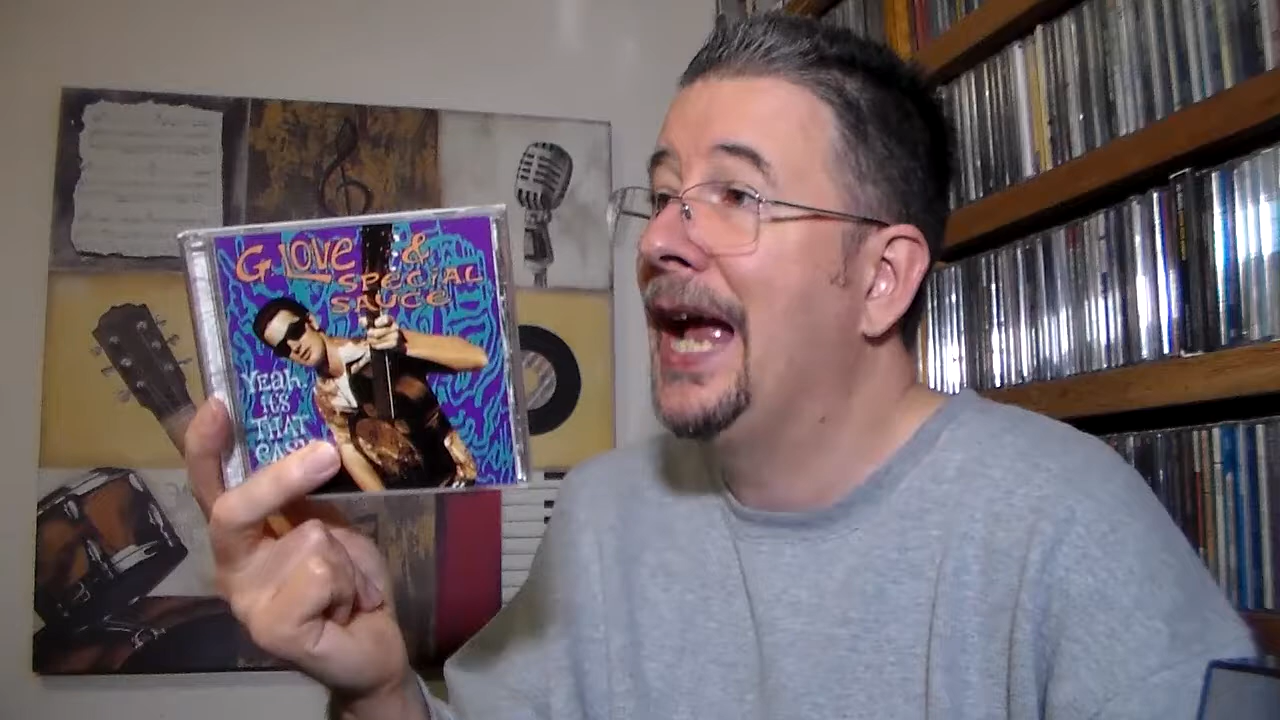 G. LOVE &
SPECIAL
SAUCE
Yeah,
it's
THAT